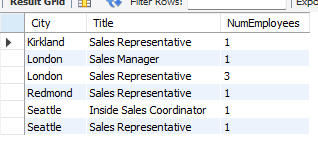 Result Grid Filter Rows: Expo
City Title NumEmployees
Kirkland Sales Representative 1
London Sales Manager 1
London Sales Representative 3
Redmond Sales Representative 1
Seattle Inside Sales Coordinator 1
Seattle Sales Representative 1